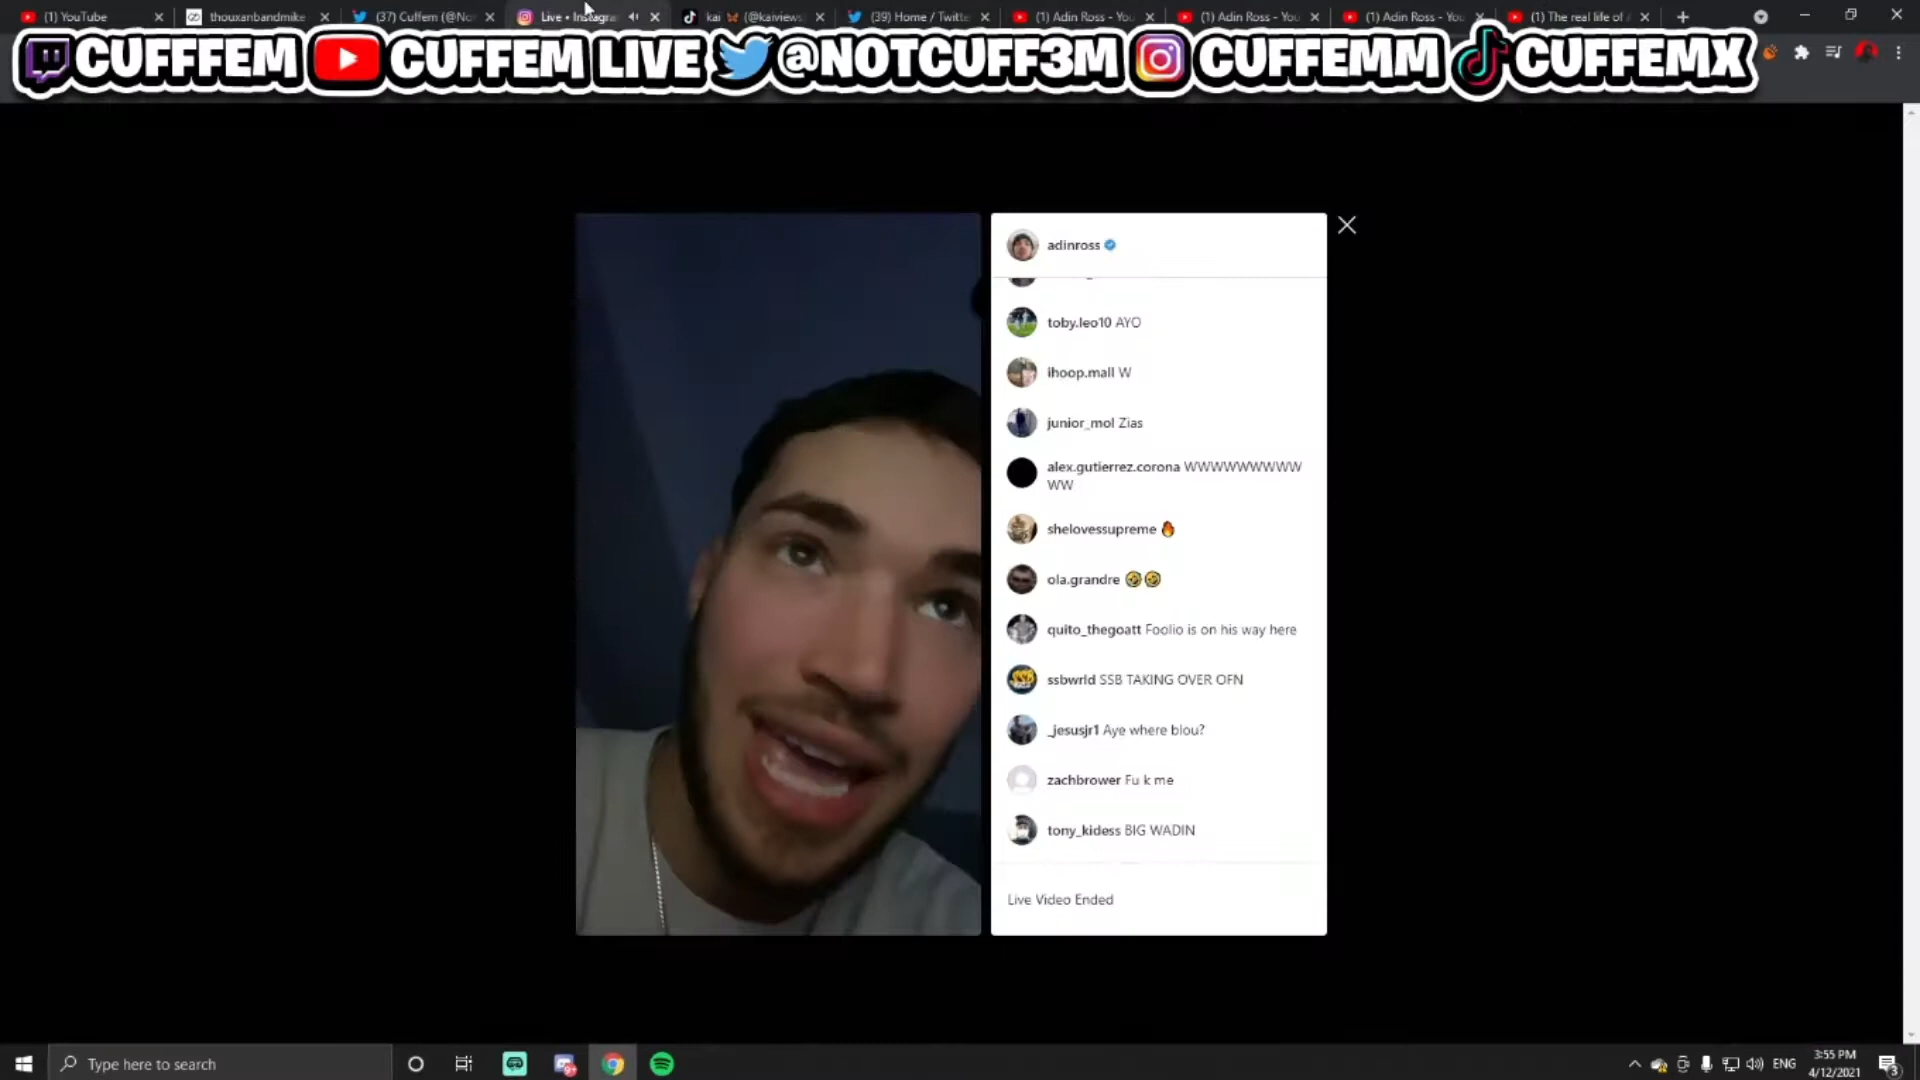 (1) YouTube
thouxanbandmike
(37) Cuffem (@No
Live • Instagra
kai (@kaiviews
(39) Home / Twitte
(1) Adin Ross - You
(1) Adin Ross - You
(1) Adin Ross - You
(1) The real life of
CUFFFEM CUFFEM LIVE @NOTCUFF3M CUFFEMM CUFFEMX
adinross
toby.leo10 AYO
ihoop.mall W
junior_mol Zias
alex.gutierrez.corona WWWWWWWWW
WW
shelovessupreme 🔥
ola.grandre 🤣🤣
quito_thegoatt Foolio is on his way here
ssbwrld SSB TAKING OVER OFN
_jesusjr1 Aye where blou?
zachbrower Fu k me
tony_kidess BIG WADIN
Live Video Ended
Type here to search
ENG
3:55 PM
4/12/2021